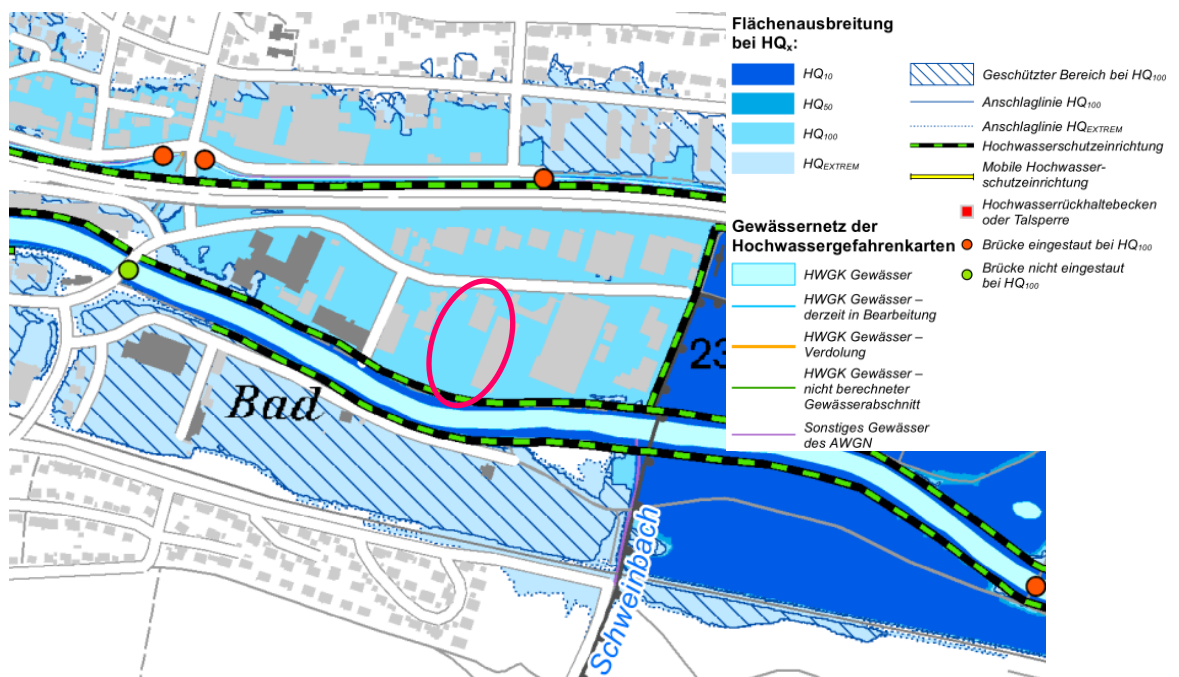 Flächenausbreitung
bei HQx:
HQ10
HQ50
HQ100
HQEXTREM
Geschützter Bereich bei HQ100
Anschlaglinie HQ100
Anschlaglinie HQEXTREM
Hochwasserschutzeinrichtung
Mobile Hochwasser-
schutzeinrichtung
Hochwasserrückhaltebecken
oder Talsperre
Brücke eingestaut bei HQ100
Brücke nicht eingestaut
bei HQ100
Gewässernetz der
Hochwassergefahrenkarten
HWGK Gewässer
HWGK Gewässer –
derzeit in Bearbeitung
HWGK Gewässer –
Verdolung
HWGK Gewässer –
nicht berechneter
Gewässerabschnitt
Sonstiges Gewässer
des AWGN
23
Bad
Schweinbach